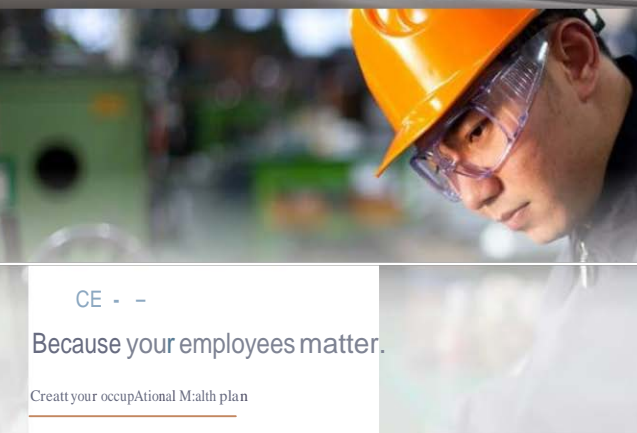 CE - –
Because your employees matter.
Creatt your occupAtional M:alth plan